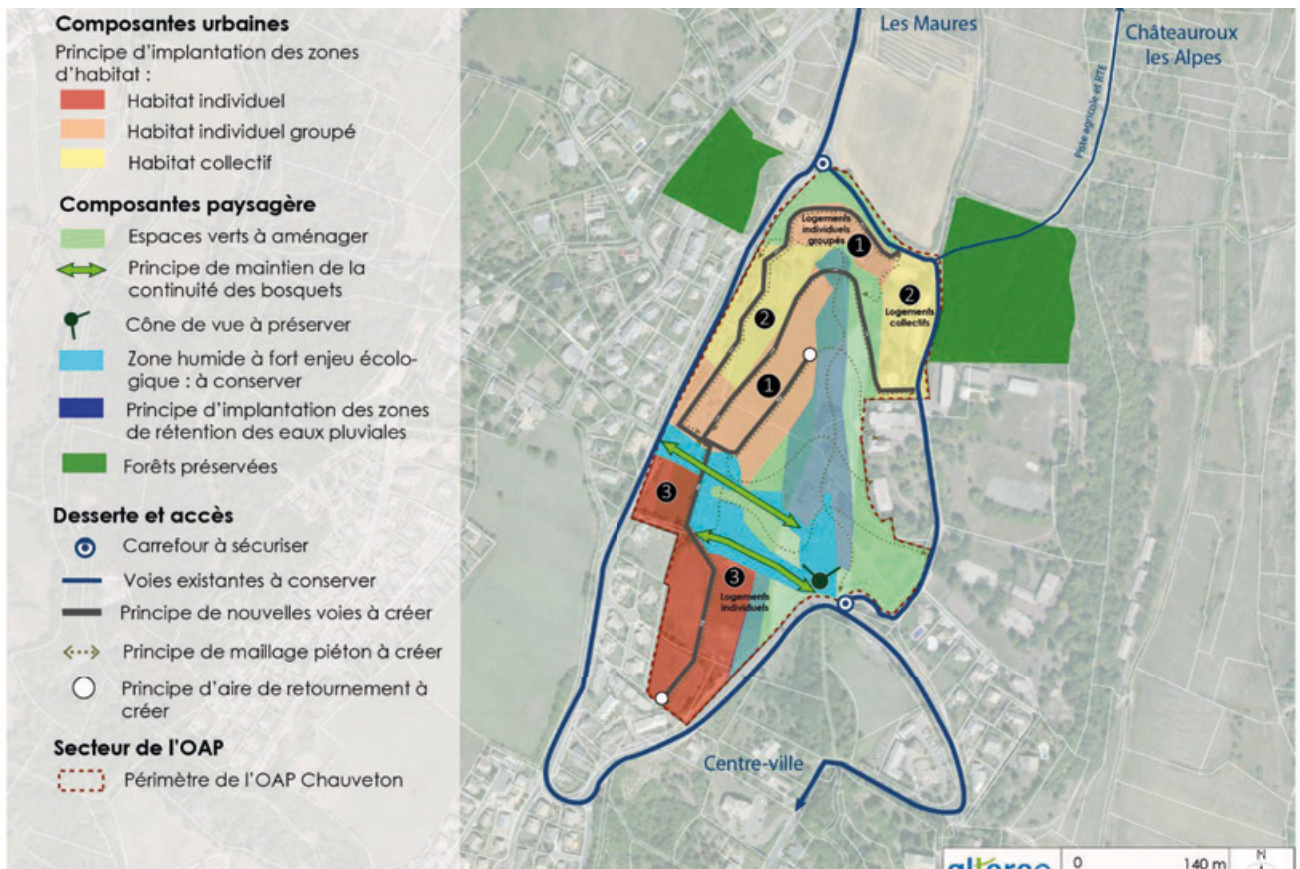 Composantes urbaines
Principe d'implantation des zones
d'habitat :
Habitat individuel
Habitat individuel groupé
Habitat collectif
Composantes paysagère
Espaces verts à aménager
Principe de maintien de la
continuité des bosquets
Cône de vue à préserver
Zone humide à fort enjeu écolo-
gique : à conserver
Principe d'implantation des zones
de rétention des eaux pluviales
Forêts préservées
Desserte et accès
Carrefour à sécuriser
Voies existantes à conserver
Principe de nouvelles voies à créer
Principe de maillage piéton à créer
Principe d'aire de retournement à
créer
Secteur de l'OAP
Périmètre de l'OAP Chauveton
Les Maures
Châteauroux
les Alpes
Piste agricole et RTE
Logements
individuels
groupés
1
2
Logements
collectifs
2
1
3
3
Logements
individuels
Centre-ville
0
140 m
N